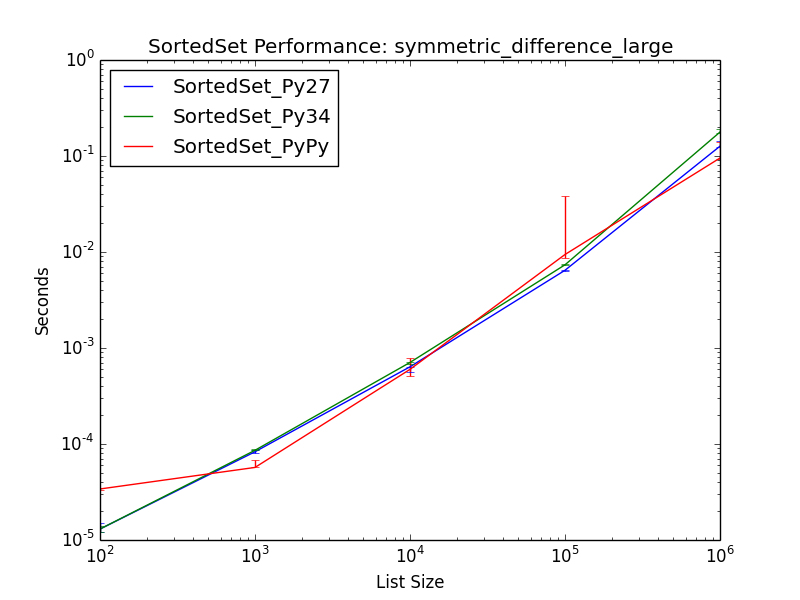 SortedSet Performance: symmetric_difference_large
10^0
SortedSet_Py27
SortedSet_Py34
SortedSet_PyPy
10^-1
10^-2
Seconds
10^-3
10^-4
10^-5
10^2 10^3 10^4 10^5 10^6
List Size